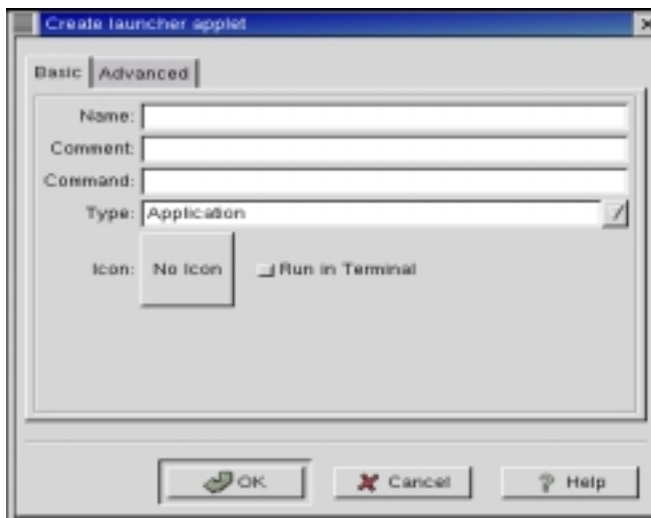 Create launcher applet
Basic Advanced
Name:
Comment:
Command:
Type: Application
Icon: No Icon Run in Terminal
OK Cancel Help